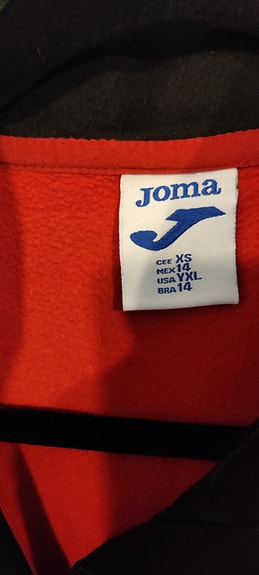 Joma
CEE XS
MEX 14
USA YXL
BRA 14